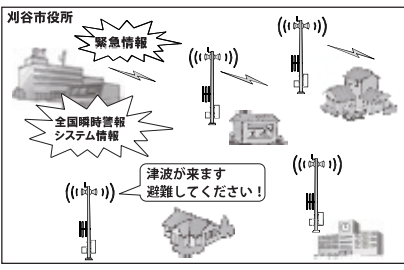 刈谷市役所
緊急情報
全国瞬時警報
システム情報
津波が来ます
避難してください!